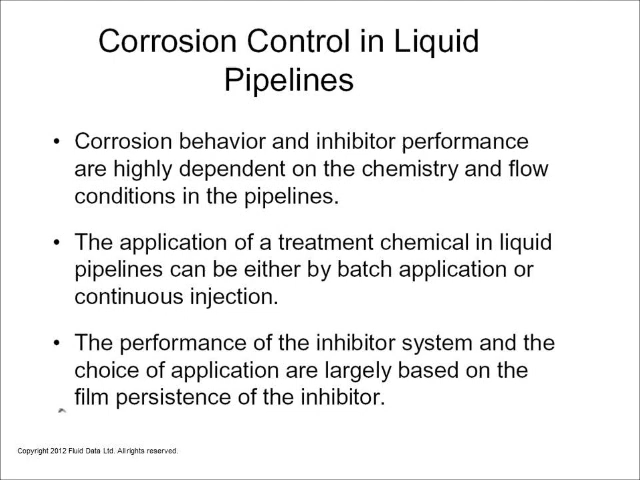 Corrosion Control in Liquid
Pipelines
• Corrosion behavior and inhibitor performance
are highly dependent on the chemistry and flow
conditions in the pipelines.
• The application of a treatment chemical in liquid
pipelines can be either by batch application or
continuous injection.
• The performance of the inhibitor system and the
choice of application are largely based on the
film persistence of the inhibitor.
Copyright 2012 Fluid Data Ltd. All rights reserved.